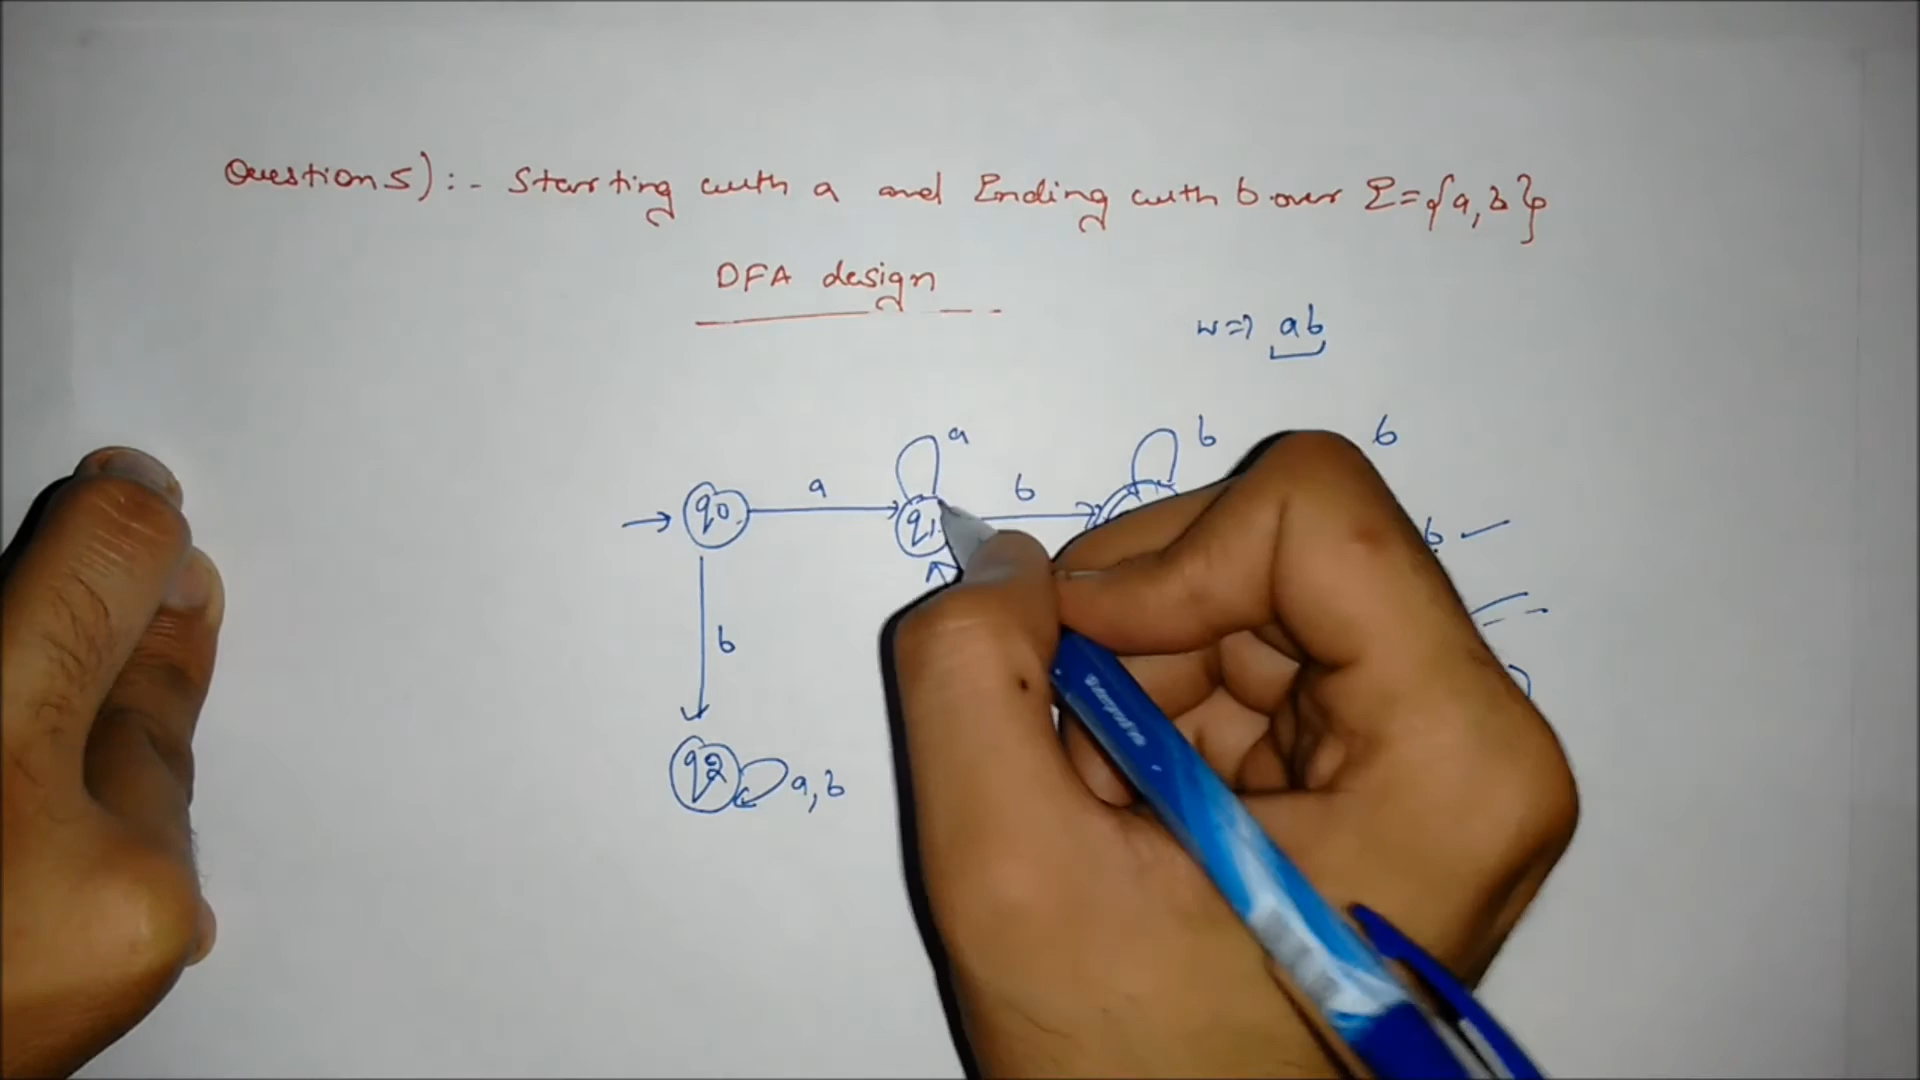 Question 5) :- Starting with a and Ending with b over Σ={a, b}
DFA design
w => ab
a b b
q0 a q1 b
b
b
q2 a, b